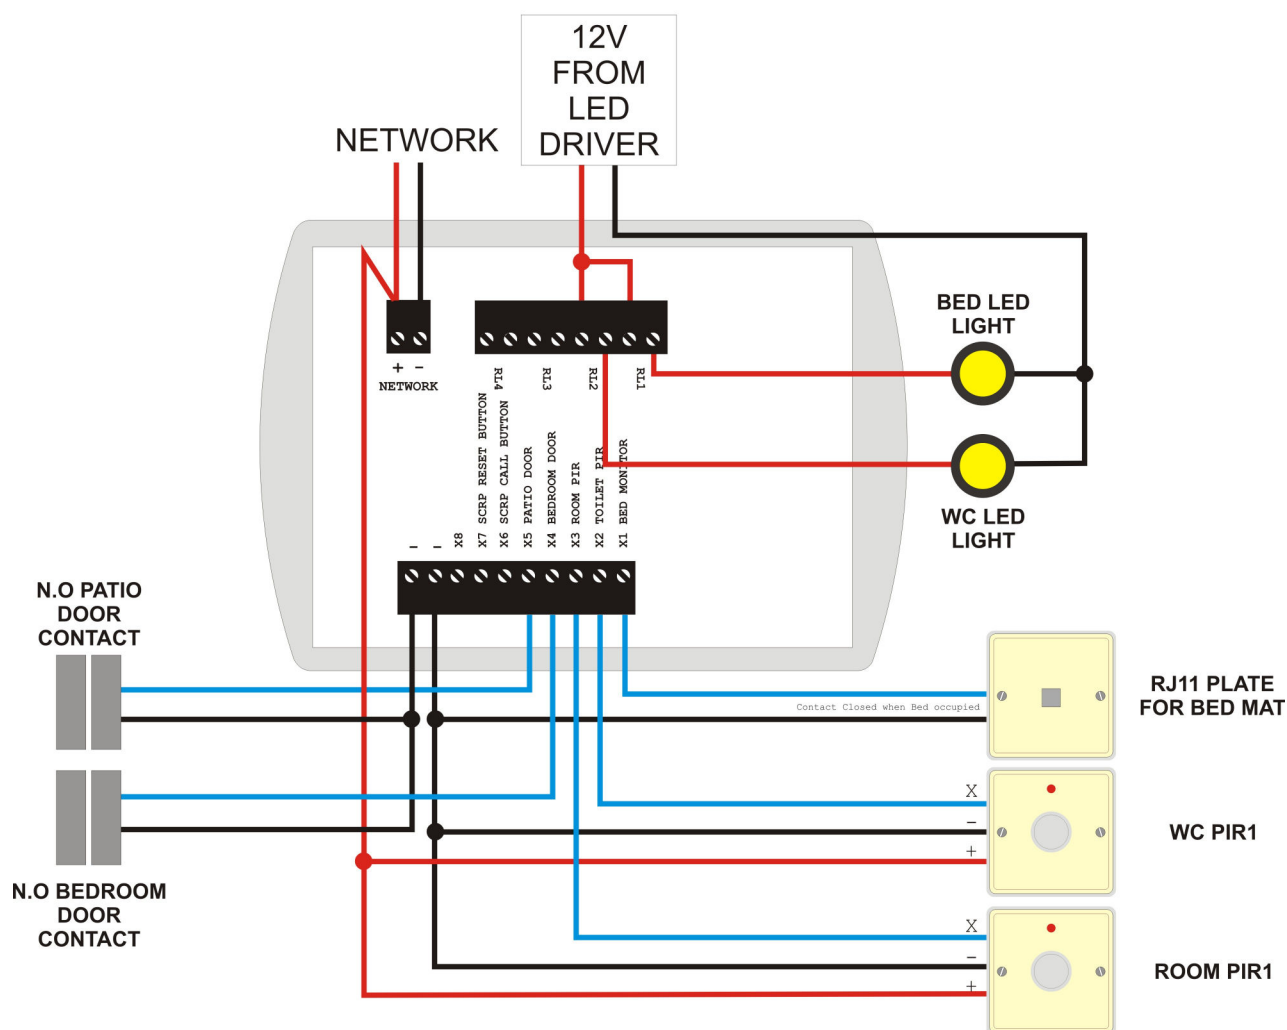 12V
FROM
LED
DRIVER
NETWORK
BED LED
LIGHT
+ −
NETWORK
RL4
RL3
RL2
RL1
WC LED
LIGHT
−
−
X8
X7 SCRP RESET BUTTON
X6 SCRP CALL BUTTON
X5 PATIO DOOR
X4 BEDROOM DOOR
X3 ROOM PIR
X2 TOILET PIR
X1 BED MONITOR
N.O PATIO
DOOR
CONTACT
RJ11 PLATE
FOR BED MAT
Contact Closed when Bed occupied
X
−
+
WC PIR1
N.O BEDROOM
DOOR
CONTACT
X
−
+
ROOM PIR1